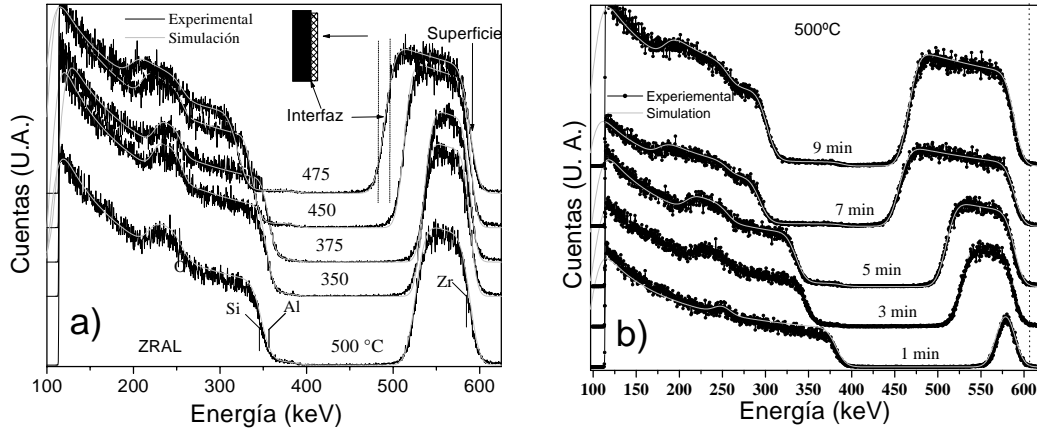 Experimental
Simulación
Superficie
Interfaz
475
450
375
350
500 °C
O
Si
Al
Zr
ZRAL
a)
Cuentas (U.A.)
100 200 300 400 500 600
Energía (keV)
500ºC
Experiemental
Simulation
9 min
7 min
5 min
3 min
1 min
b)
Cuentas (U. A.)
100 150 200 250 300 350 400 450 500 550 600
Energía (keV)